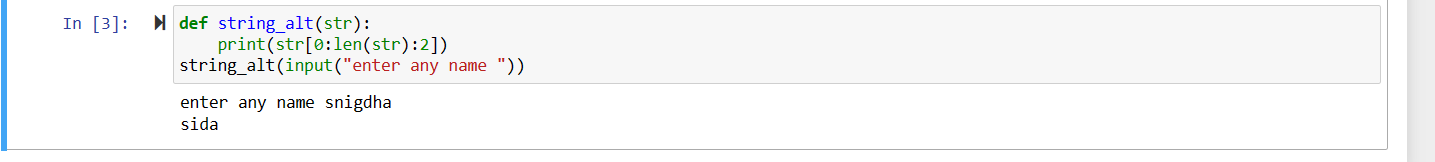 In [3]: def string_alt(str):
    print(str[0:len(str):2])
string_alt(input("enter any name "))
enter any name snigdha
sida